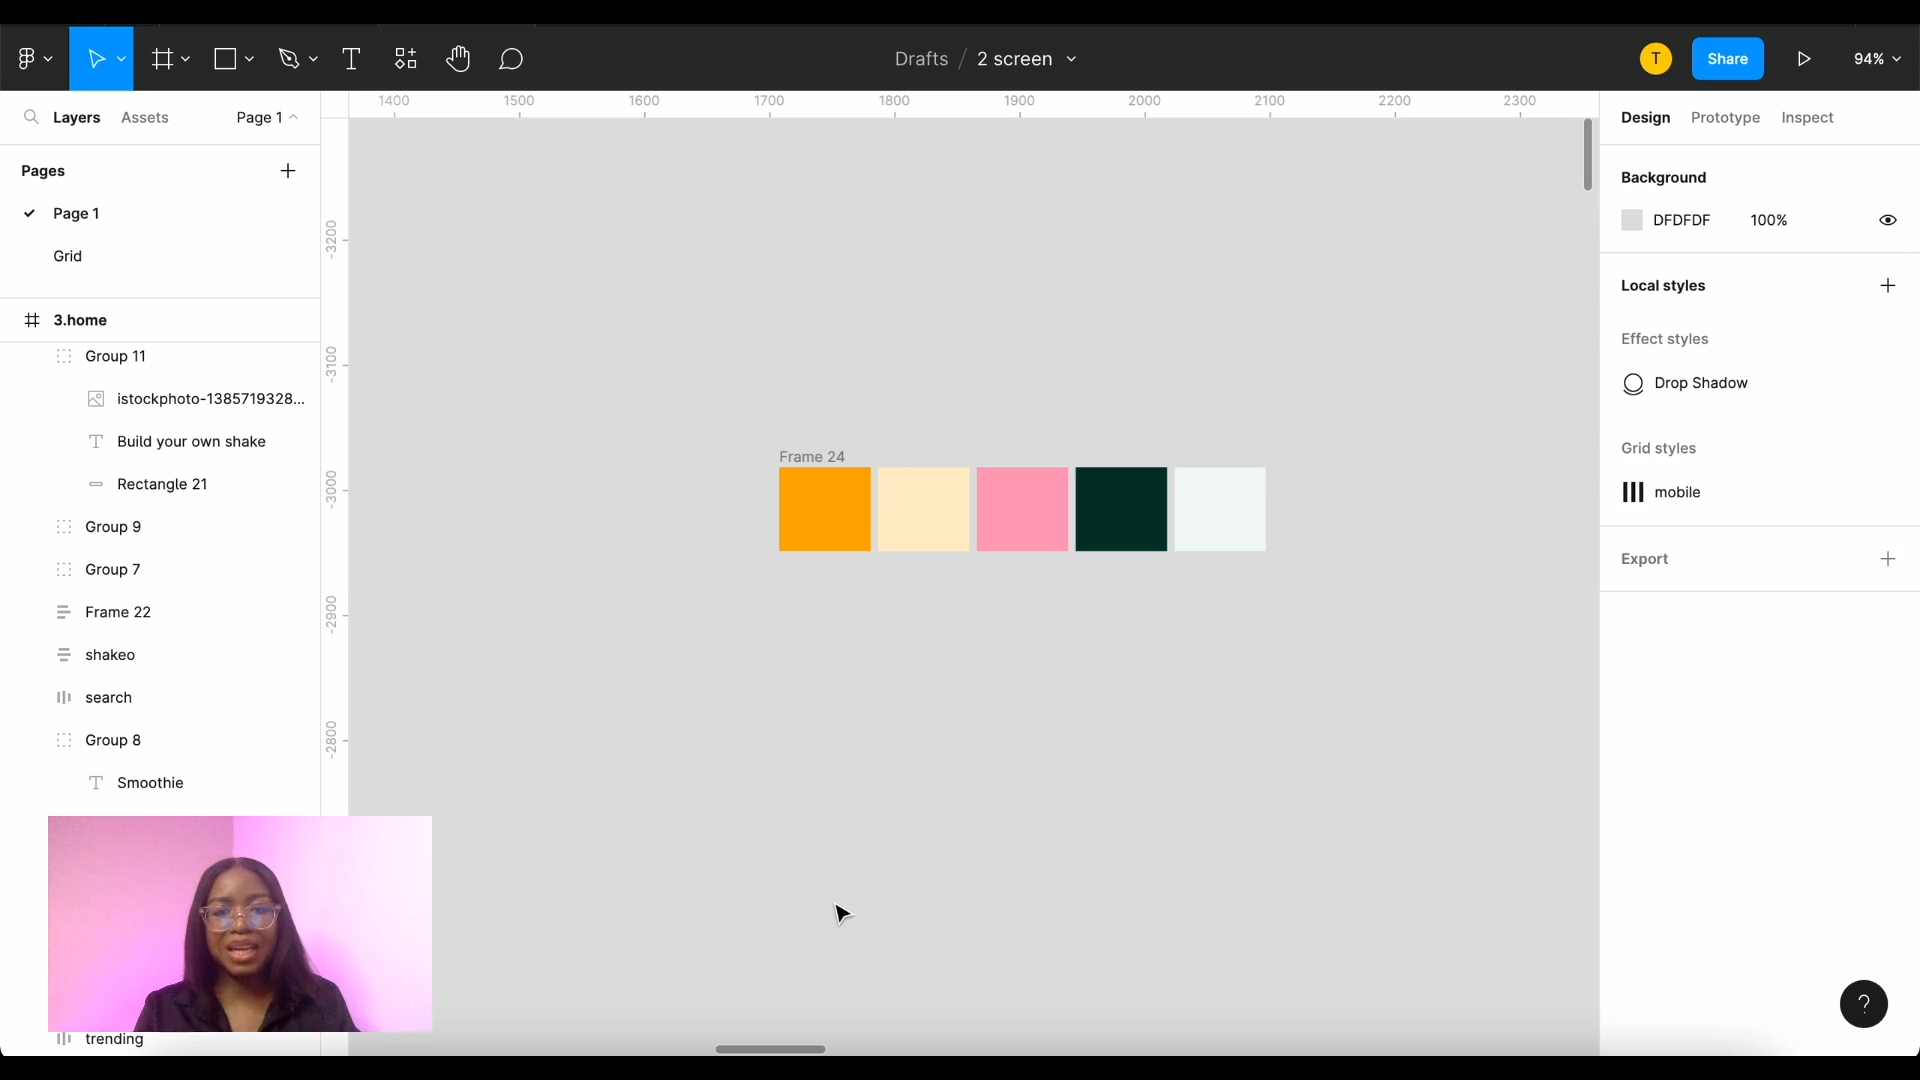 T
Drafts / 2 screen
T
Share
94%
Layers
Assets
Page 1
1400
1500
1600
1700
1800
1900
2000
2100
2200
2300
Design
Prototype
Inspect
Pages
Page 1
Grid
3.home
Group 11
istockphoto-1385719328...
Build your own shake
Rectangle 21
Group 9
Group 7
Frame 22
shakeo
search
Group 8
Smoothie
trending
-3200
-3100
-3000
-2900
-2800
Frame 24
Background
DFDFDF
100%
Local styles
Effect styles
Drop Shadow
Grid styles
mobile
Export
?